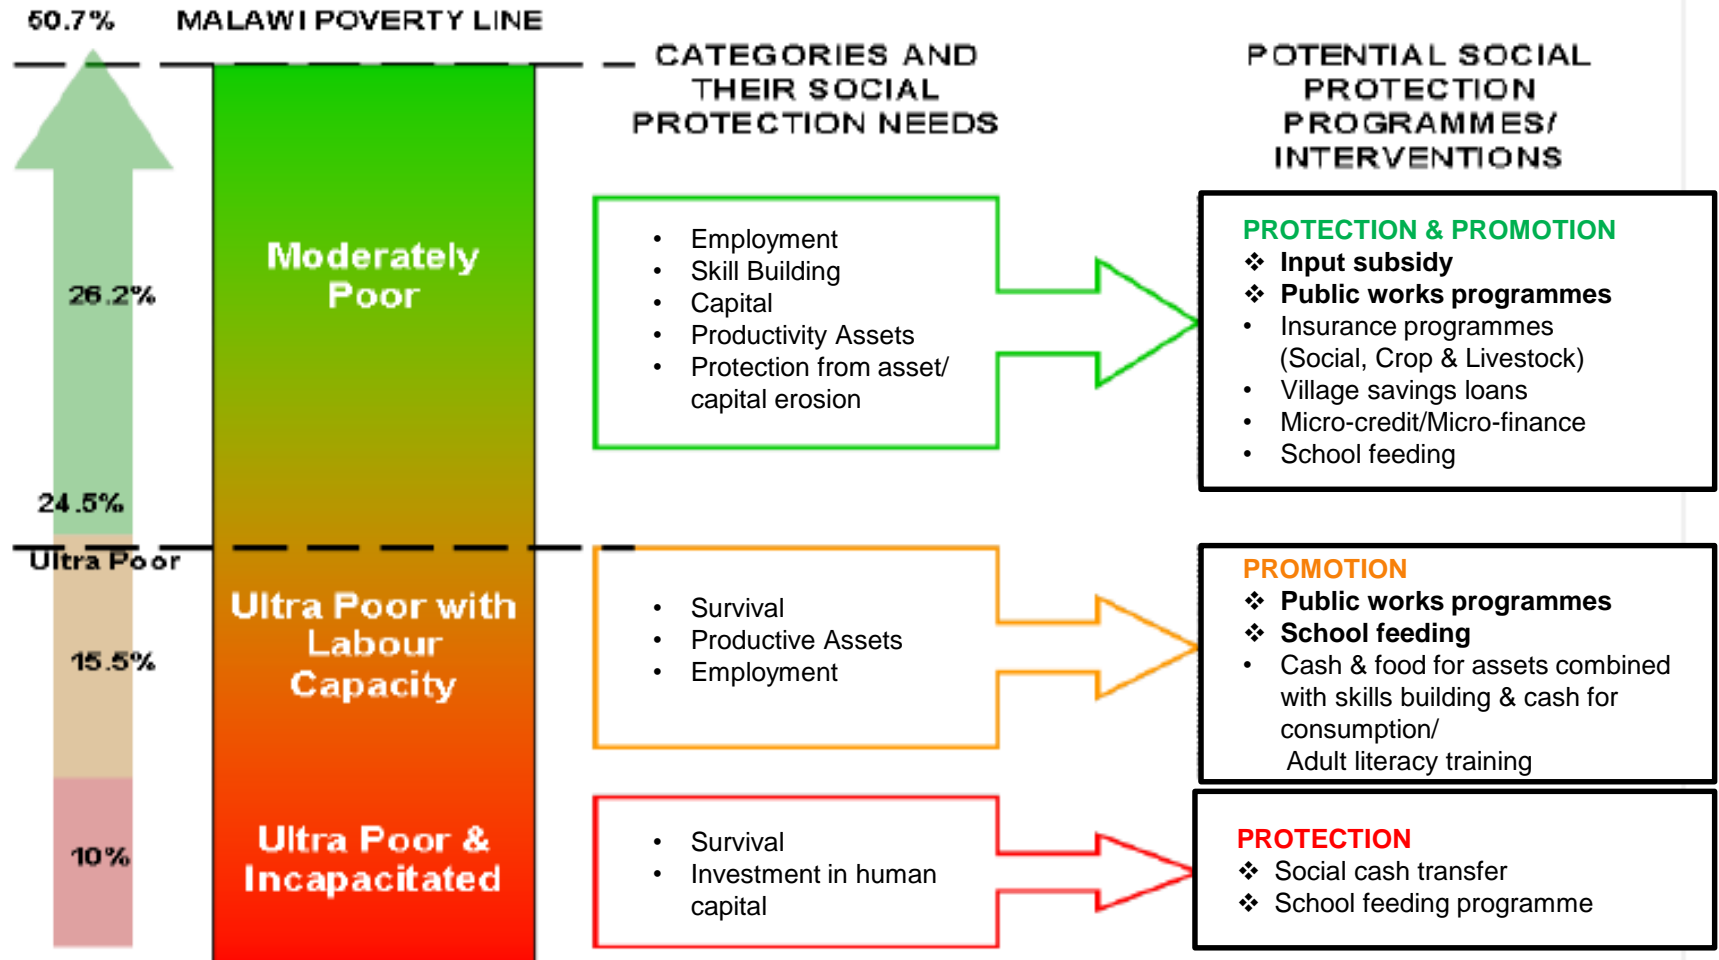 50.7%
MALAWI POVERTY LINE
CATEGORIES AND
THEIR SOCIAL
PROTECTION NEEDS
POTENTIAL SOCIAL
PROTECTION
PROGRAMMES/
INTERVENTIONS
26.2%
24.5%
Ultra Poor
15.5%
10%
Moderately
Poor
Ultra Poor with
Labour
Capacity
Ultra Poor &
Incapacitated
• Employment
• Skill Building
• Capital
• Productivity Assets
• Protection from asset/
capital erosion
PROTECTION & PROMOTION
❖ Input subsidy
❖ Public works programmes
• Insurance programmes
(Social, Crop & Livestock)
• Village savings loans
• Micro-credit/Micro-finance
• School feeding
• Survival
• Productive Assets
• Employment
PROMOTION
❖ Public works programmes
❖ School feeding
• Cash & food for assets combined
with skills building & cash for
consumption/
Adult literacy training
• Survival
• Investment in human
capital
PROTECTION
❖ Social cash transfer
❖ School feeding programme